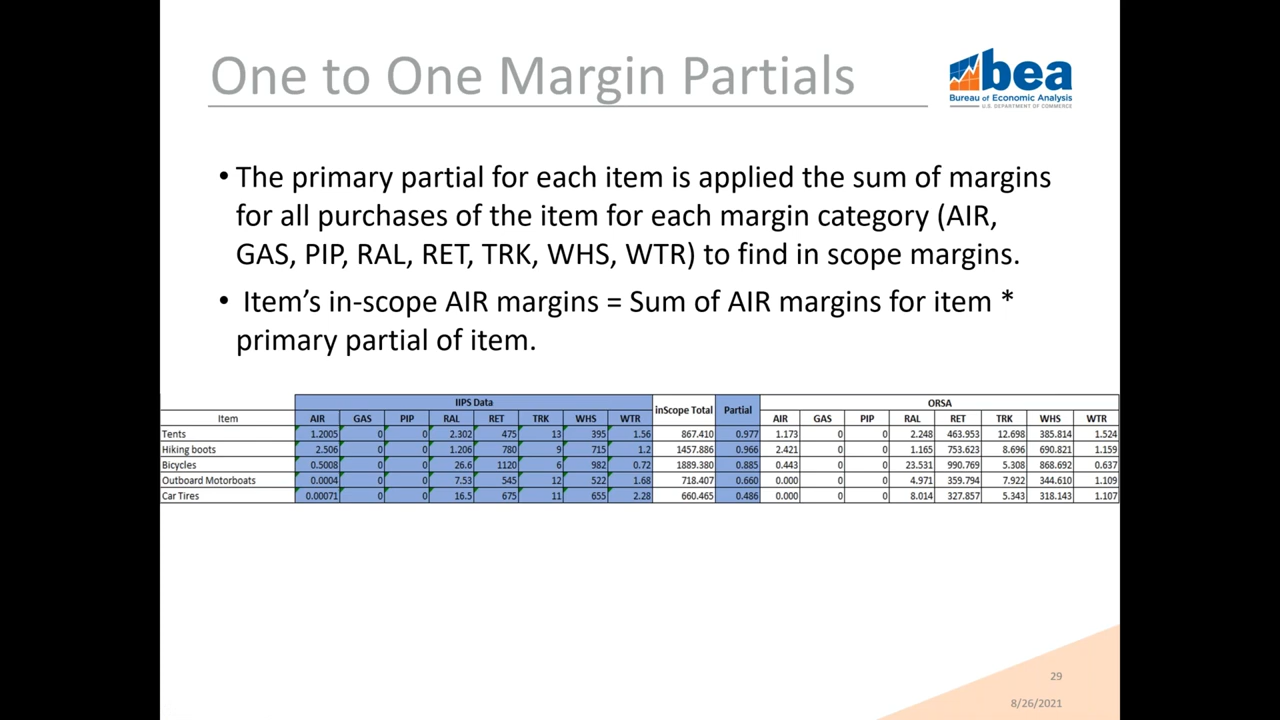 One to One Margin Partials
bea
Bureau of Economic Analysis
U.S. DEPARTMENT OF COMMERCE
• The primary partial for each item is applied the sum of margins
for all purchases of the item for each margin category (AIR,
GAS, PIP, RAL, RET, TRK, WHS, WTR) to find in scope margins.
• Item’s in-scope AIR margins = Sum of AIR margins for item *
primary partial of item.
IIPS Data inScope Total Partial ORSA
Item AIR GAS PIP RAL RET TRK WHS WTR AIR GAS PIP RAL RET TRK WHS WTR
Tents 1.2005 0 0 2.302 475 13 395 1.56 867.410 0.977 1.173 0 0 2.248 463.953 12.698 385.814 1.524
Hiking boots 2.506 0 0 1.206 780 9 715 1.2 1457.886 0.966 2.421 0 0 1.165 753.623 8.696 690.821 1.159
Bicycles 0.5008 0 0 26.6 1120 6 982 0.72 1889.380 0.885 0.443 0 0 23.531 990.769 5.308 868.692 0.637
Outboard Motorboats 0.0004 0 0 7.53 545 12 522 1.68 718.407 0.660 0.000 0 0 4.971 359.794 7.922 344.610 1.109
Car Tires 0.00071 0 0 16.5 675 11 655 2.28 660.465 0.486 0.000 0 0 8.014 327.857 5.343 318.143 1.107
29
8/26/2021